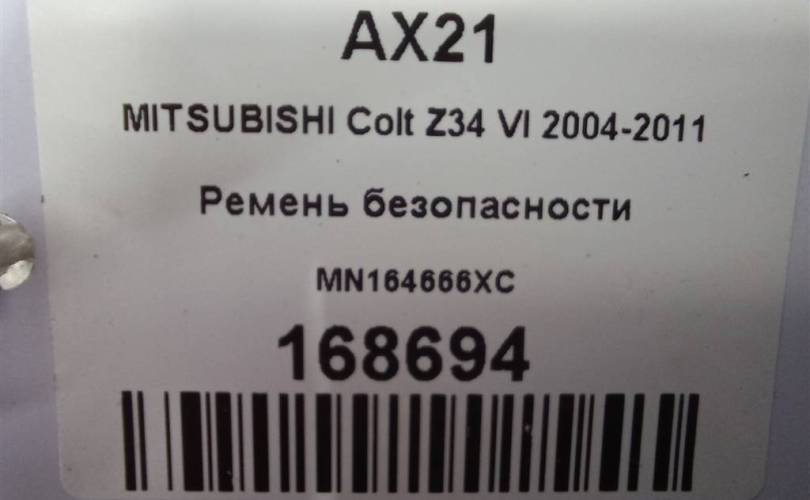 AX21
MITSUBISHI Colt Z34 VI 2004-2011
Ремень безопасности
MN164666XC
168694